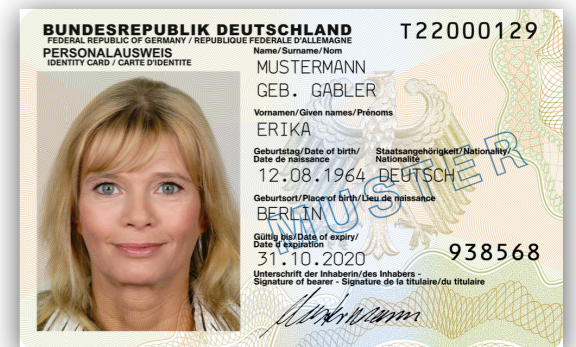 BUNDESREPUBLIK DEUTSCHLAND
FEDERAL REPUBLIC OF GERMANY / REPUBLIQUE FEDERALE D'ALLEMAGNE
PERSONALAUSWEIS
IDENTITY CARD / CARTE D'IDENTITE
T22000129
Name/Surname/Nom
MUSTERMANN
GEB. GABLER
Vornamen/Given names/Prénoms
ERIKA
Geburtstag/Date of birth/
Date de naissance
Staatsangehörigkeit/Nationality/
Nationalité
12.08.1964 DEUTSCH
Geburtsort/Place of birth/Lieu de naissance
BERLIN
Gültig bis/Date of expiry/
Date d'expiration
31.10.2020
938568
Unterschrift der Inhaberin/des Inhabers -
Signature of bearer - Signature de la titulaire/du titulaire
Mustermann
MUSTER